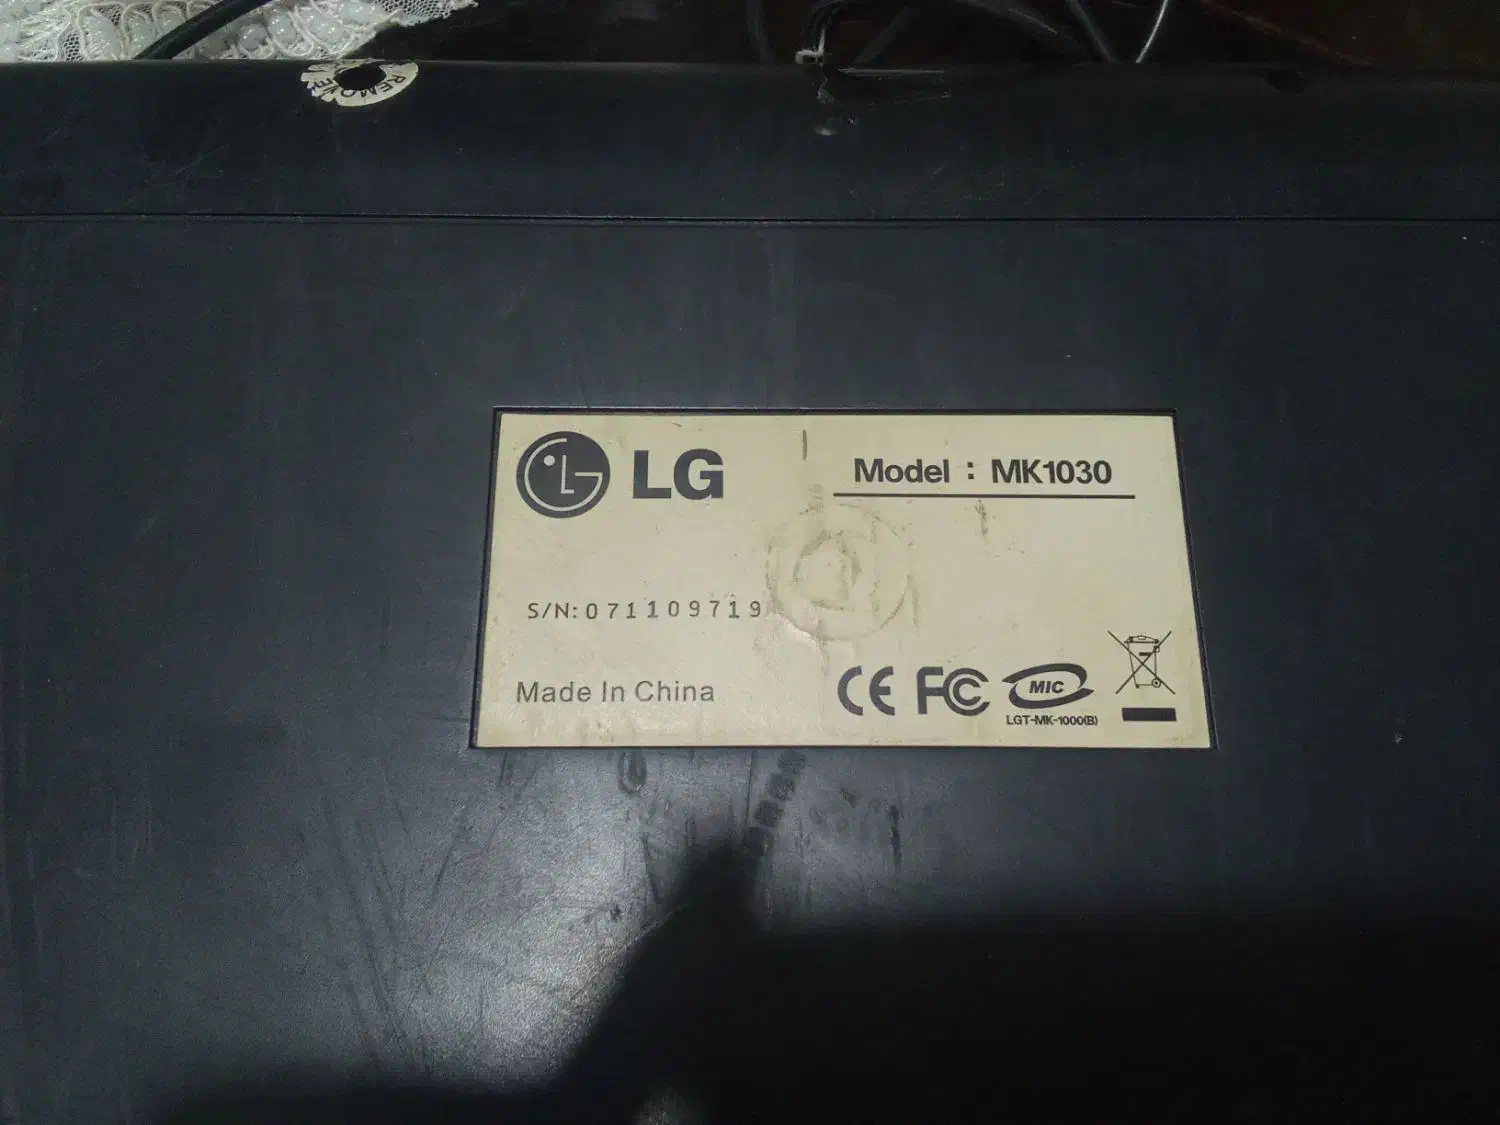 REMOVE
LG
Model : MK1030
S/N: 071109719
Made In China
CE FC MIC
LGT-MK-1000(B)